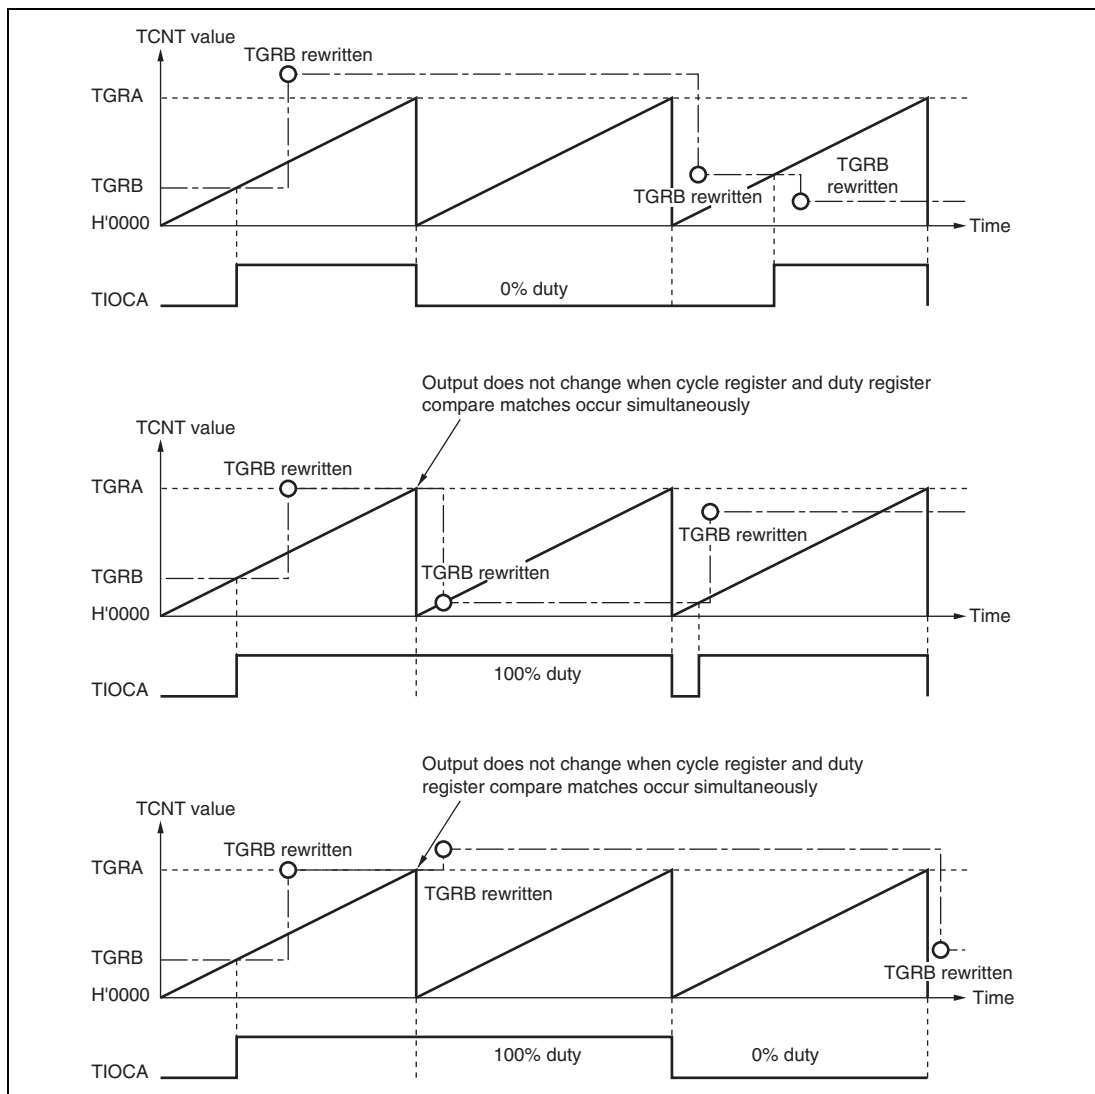 TCNT value
TGRB rewritten
TGRA
TGRB
rewritten
TGRB
TGRB rewritten
H'0000
Time
0% duty
TIOCA
Output does not change when cycle register and duty register
compare matches occur simultaneously
TCNT value
TGRB rewritten
TGRA
TGRB rewritten
TGRB
TGRB rewritten
H'0000
Time
100% duty
TIOCA
Output does not change when cycle register and duty
register compare matches occur simultaneously
TCNT value
TGRB rewritten
TGRA
TGRB rewritten
TGRB
TGRB rewritten
H'0000
Time
100% duty
0% duty
TIOCA